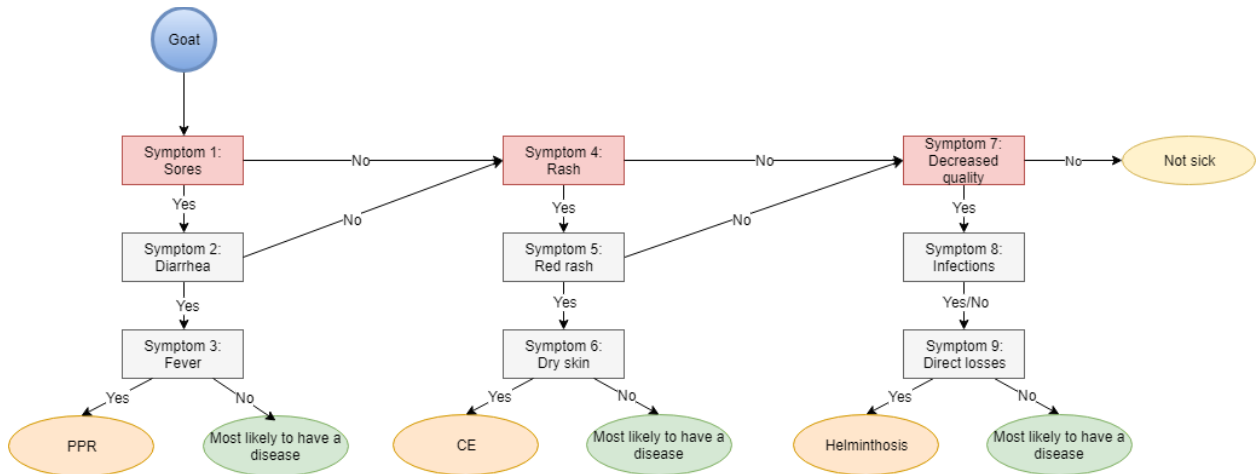 Goat
Symptom 1:
Sores
No
Symptom 4:
Rash
No
Symptom 7:
Decreased
quality
No
Not sick
Yes
No
Yes
No
Yes
Symptom 2:
Diarrhea
Symptom 5:
Red rash
Symptom 8:
Infections
Yes
Yes
Yes/No
Symptom 3:
Fever
Symptom 6:
Dry skin
Symptom 9:
Direct losses
Yes
No
Yes
No
Yes
No
PPR
Most likely to have a
disease
CE
Most likely to have a
disease
Helminthosis
Most likely to have a
disease